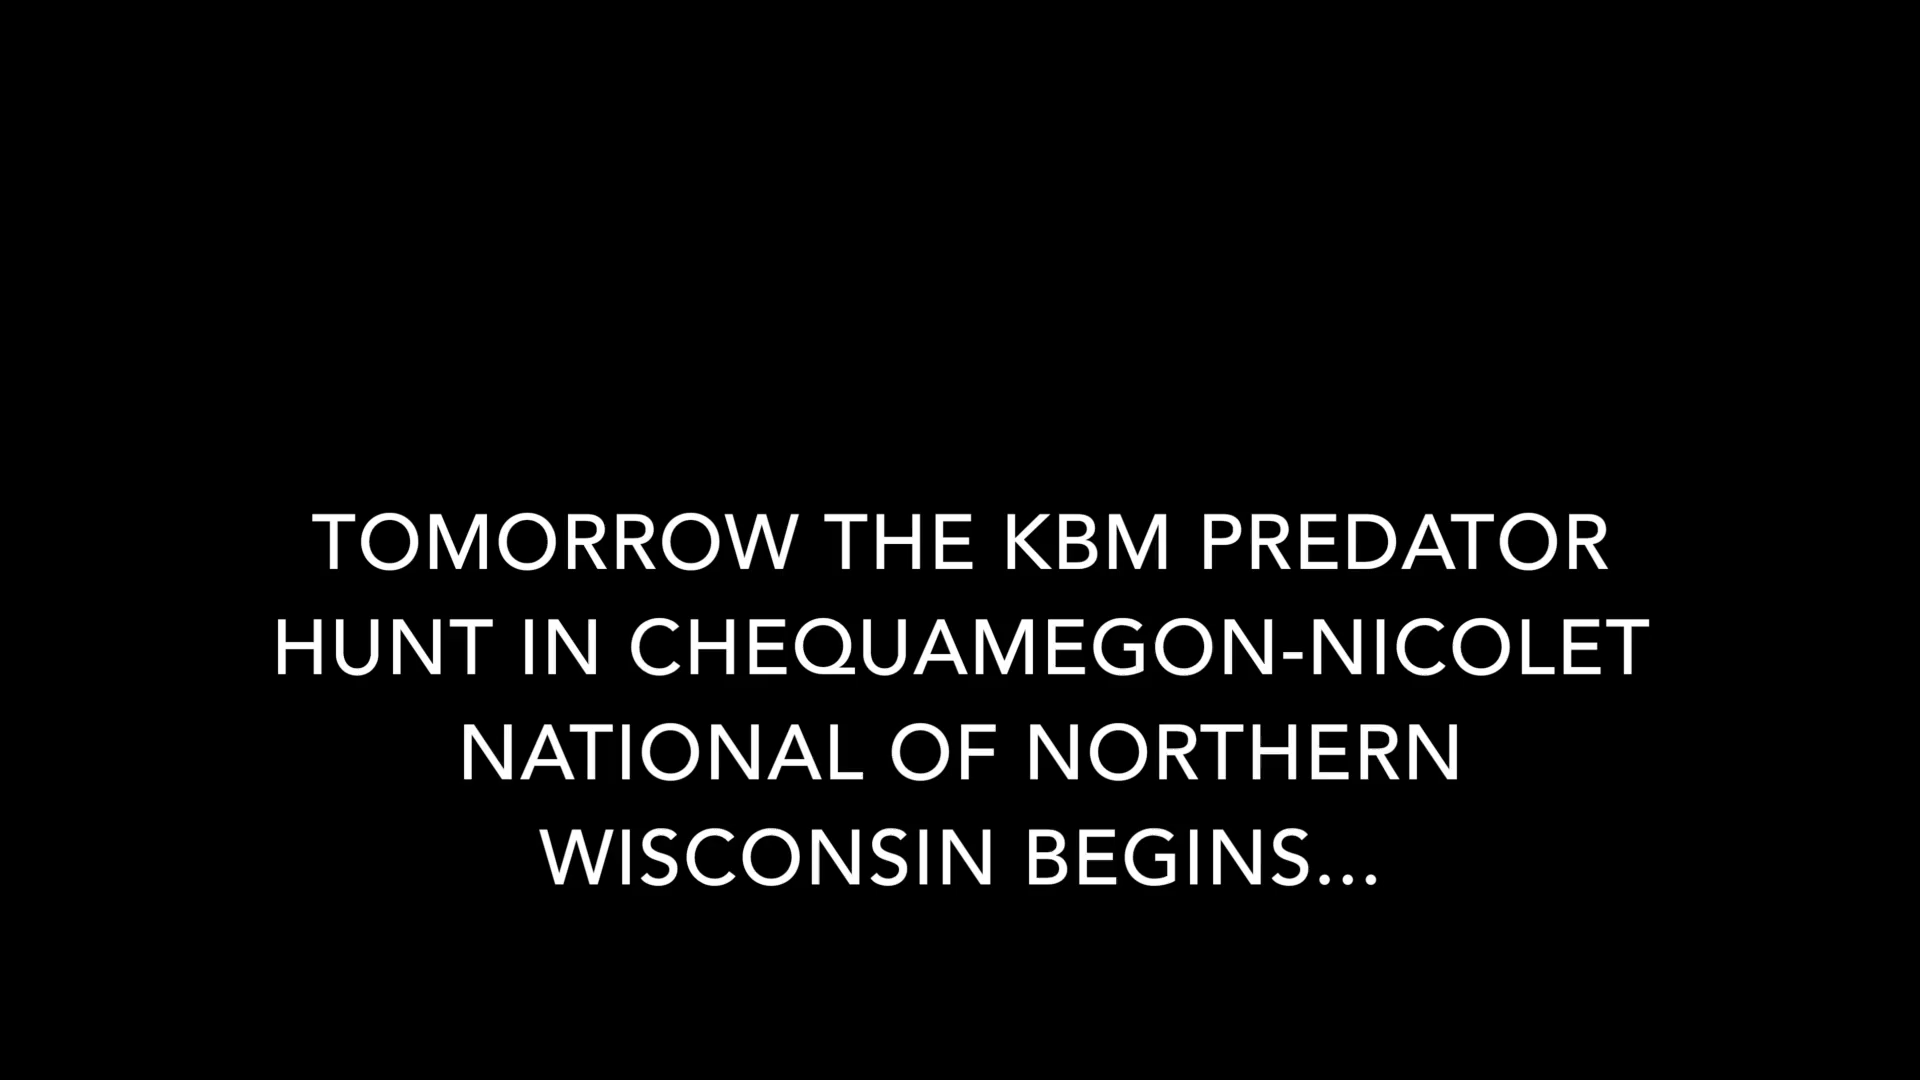 TOMORROW THE KBM PREDATOR
HUNT IN CHEQUAMEGON-NICOLET
NATIONAL OF NORTHERN
WISCONSIN BEGINS...